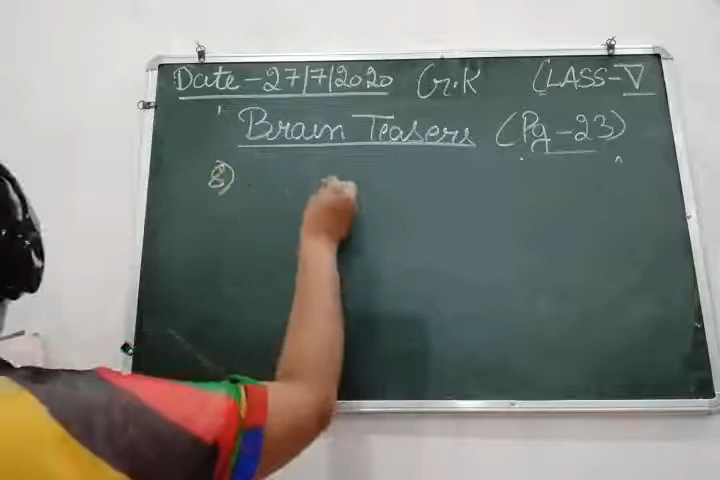 Date - 27/7/2020 G.K CLASS-V
Brain Teasers (Pg-23)
8)